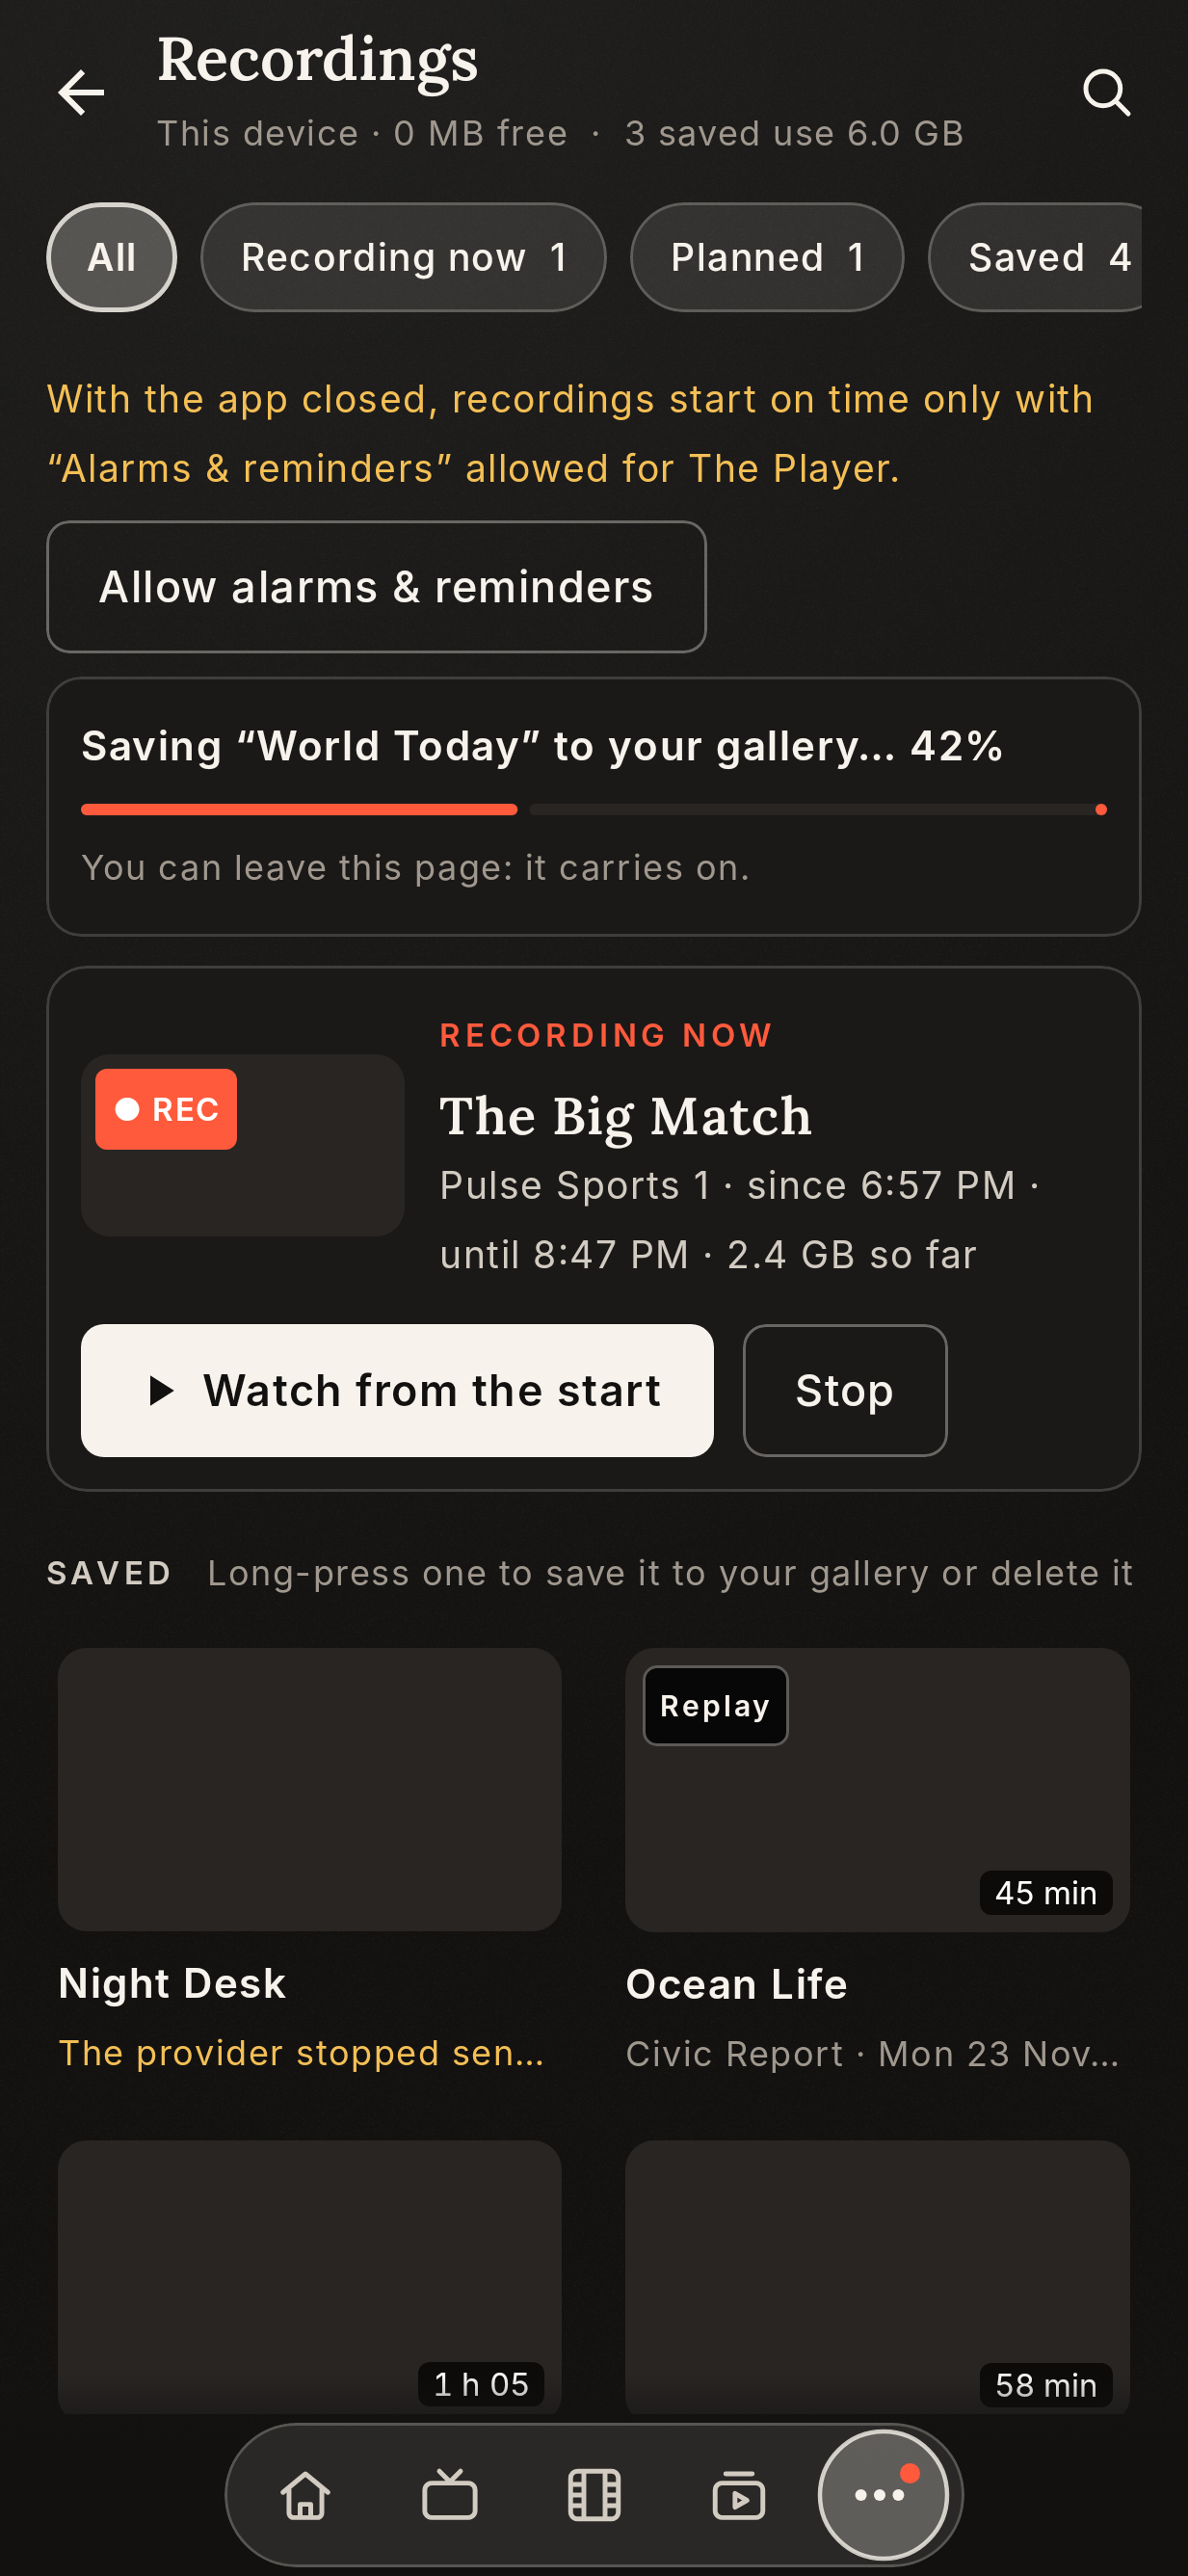 Recordings
This device · 0 MB free · 3 saved use 6.0 GB
All
Recording now 1
Planned 1
Saved 4
With the app closed, recordings start on time only with
“Alarms & reminders” allowed for The Player.
Allow alarms & reminders
Saving “World Today” to your gallery… 42%
You can leave this page: it carries on.
REC
RECORDING NOW
The Big Match
Pulse Sports 1 · since 6:57 PM ·
until 8:47 PM · 2.4 GB so far
Watch from the start
Stop
SAVED Long-press one to save it to your gallery or delete it
Replay
45 min
Night Desk
The provider stopped sen…
Ocean Life
Civic Report · Mon 23 Nov…
1 h 05
58 min